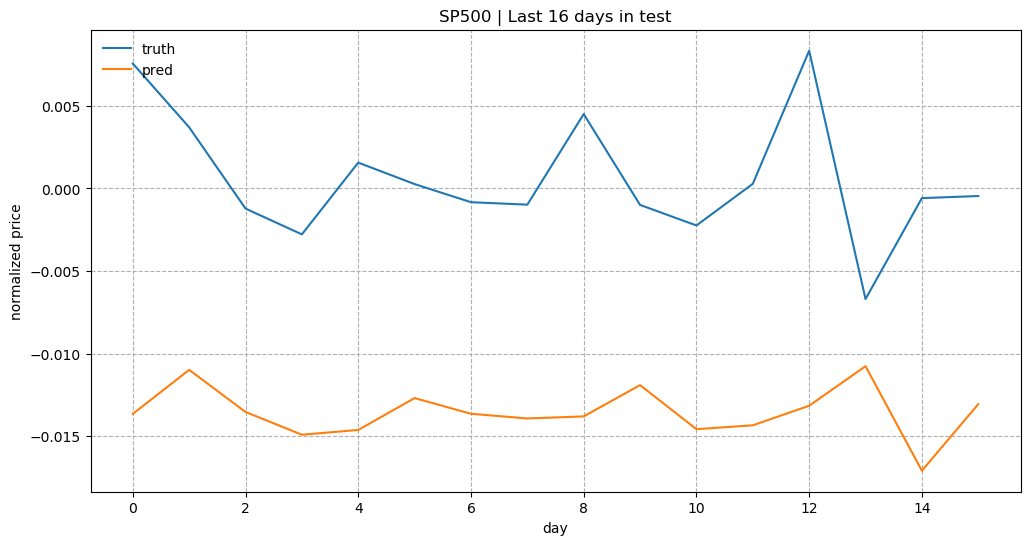 SP500 | Last 16 days in test
truth
pred
0.005
0.000
−0.005
−0.010
−0.015
normalized price
0 2 4 6 8 10 12 14
day